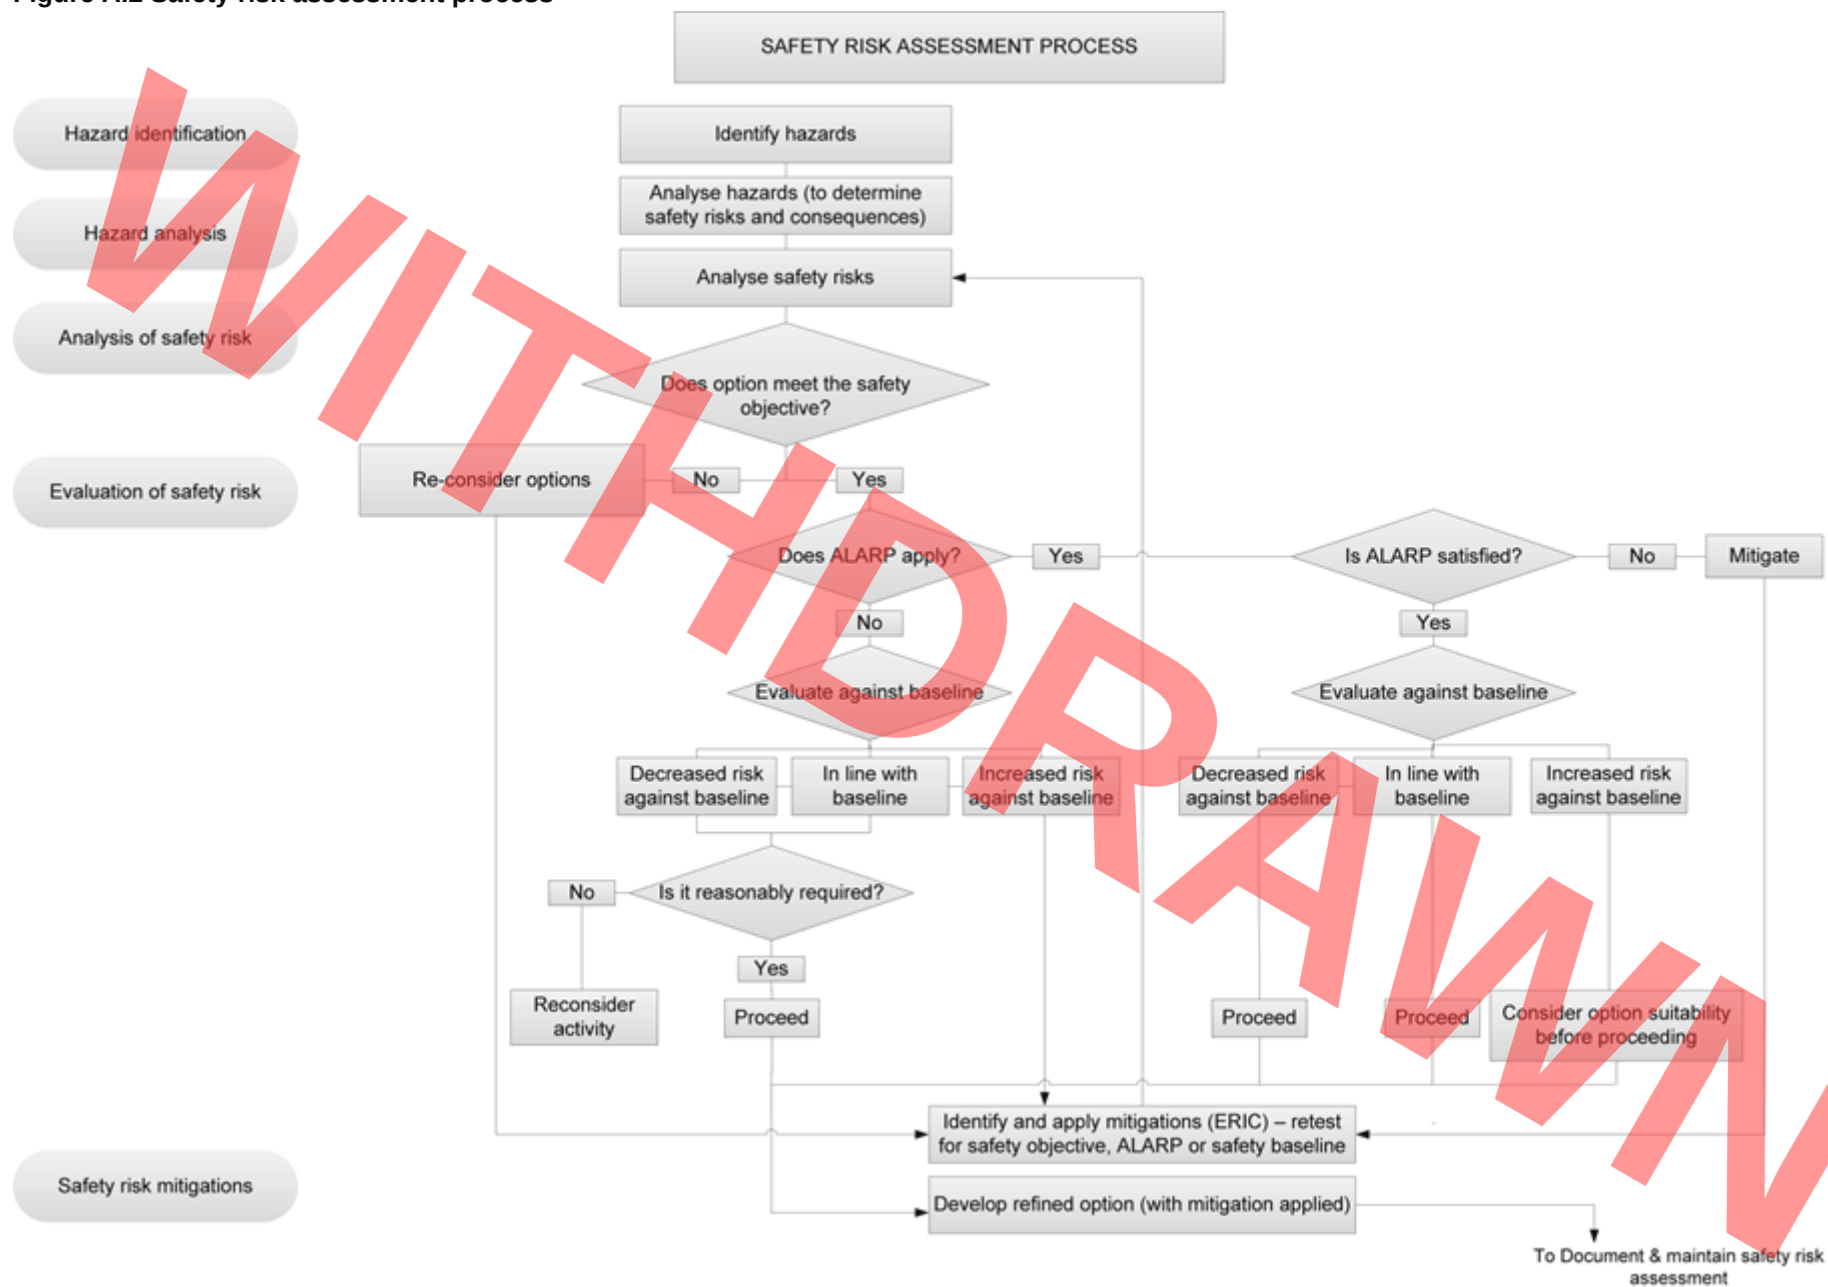 Figure A.2 Safety risk assessment process
SAFETY RISK ASSESSMENT PROCESS
Hazard identification
Identify hazards
Analyse hazards (to determine
safety risks and consequences)
Hazard analysis
Analyse safety risks
Analysis of safety risk
Does option meet the safety
objective?
Evaluation of safety risk
Re-consider options
No
Yes
Does ALARP apply?
Yes
Is ALARP satisfied?
No
Mitigate
No
Yes
Evaluate against baseline
Evaluate against baseline
Decreased risk
against baseline
In line with
baseline
Increased risk
against baseline
Decreased risk
against baseline
In line with
baseline
Increased risk
against baseline
No
Is it reasonably required?
Yes
Reconsider
activity
Proceed
Proceed
Proceed
Consider option suitability
before proceeding
Identify and apply mitigations (ERIC) – retest
for safety objective, ALARP or safety baseline
Safety risk mitigations
Develop refined option (with mitigation applied)
To Document & maintain safety risk
assessment
WITHDRAWN